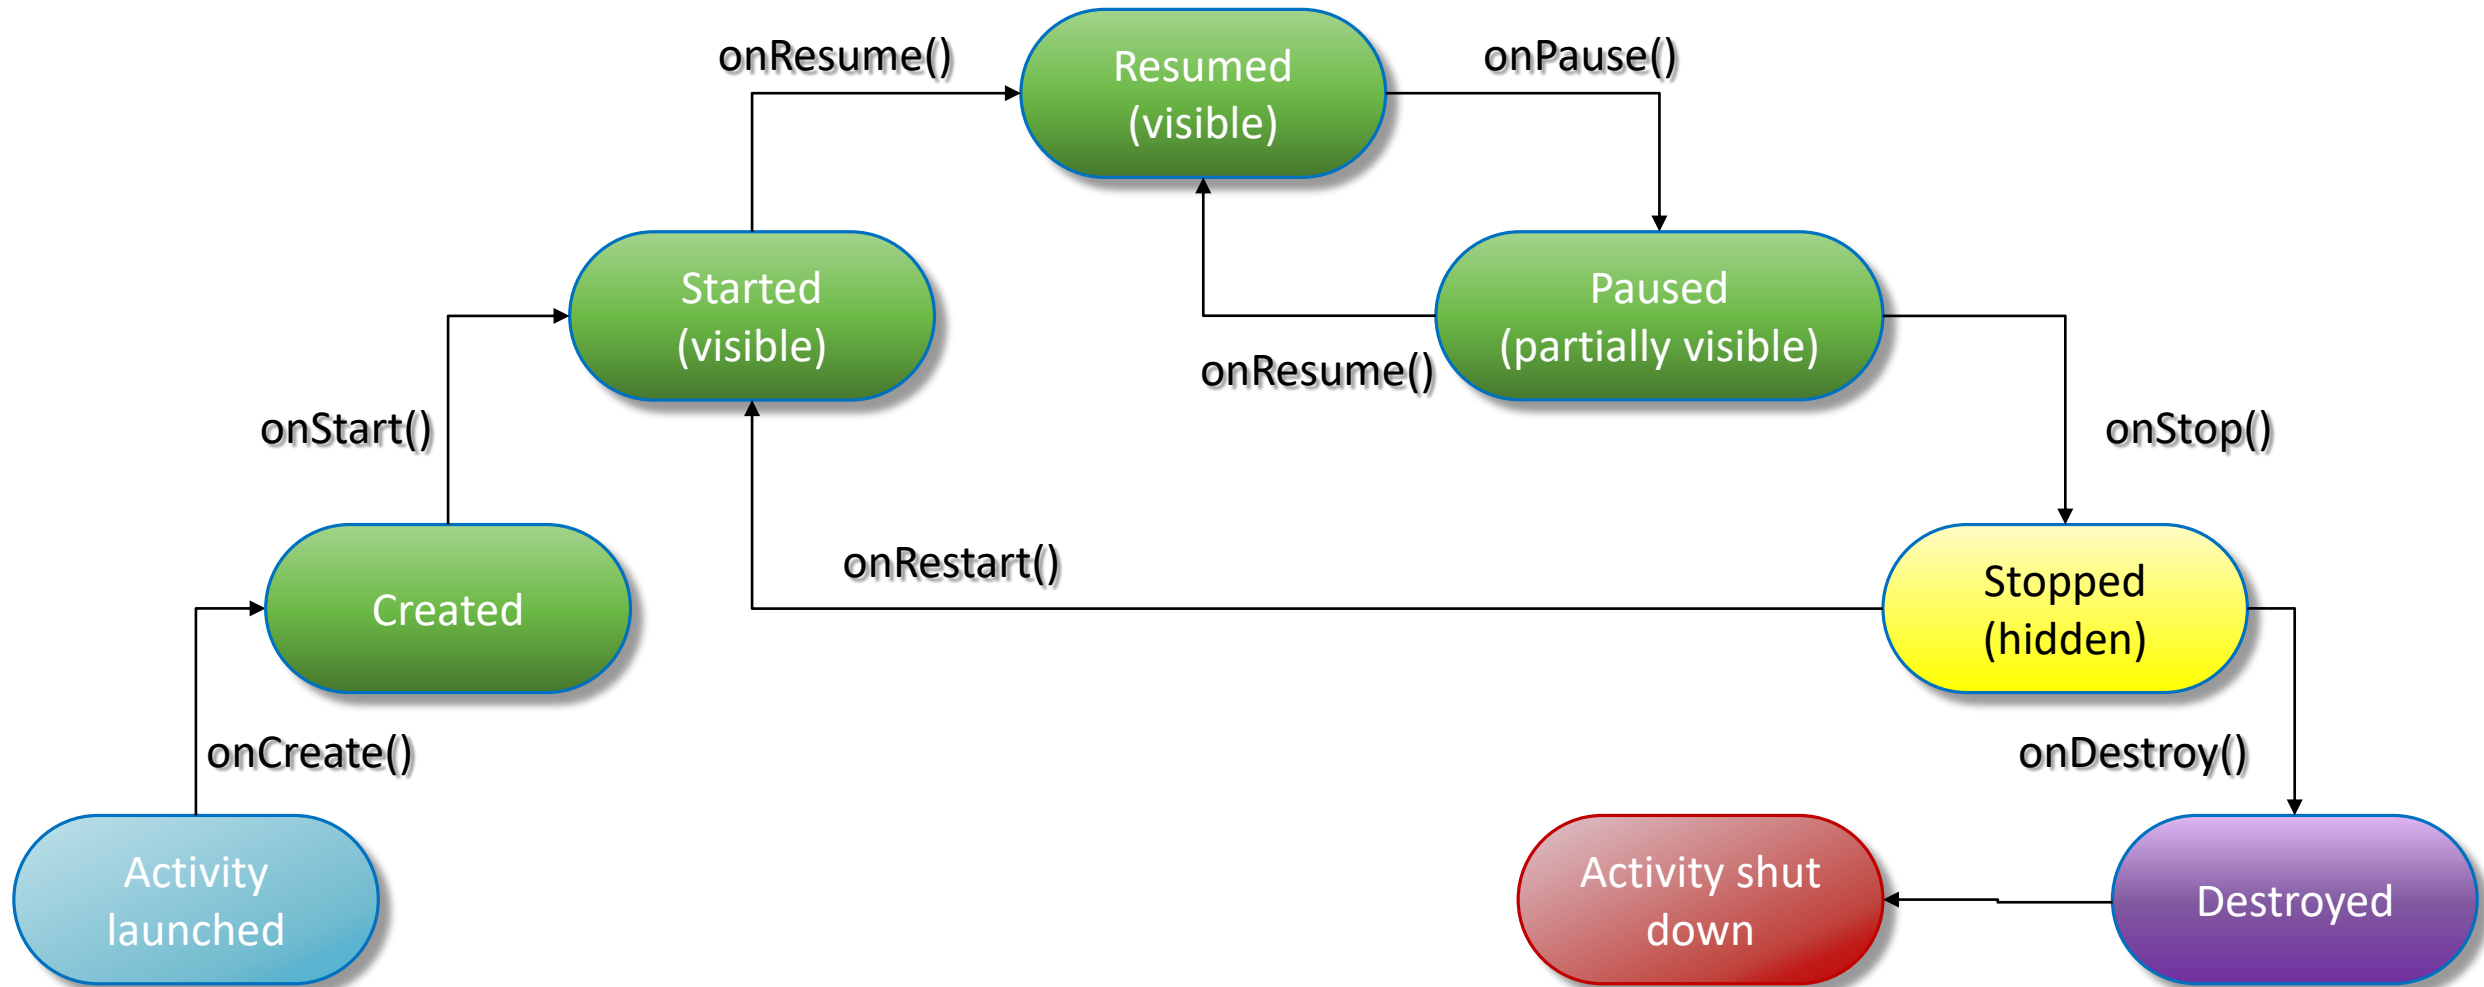 onResume()
Resumed
(visible)
onPause()
Started
(visible)
Paused
(partially visible)
onResume()
onStart()
onStop()
onRestart()
Created
Stopped
(hidden)
onCreate()
onDestroy()
Activity
launched
Activity shut
down
Destroyed